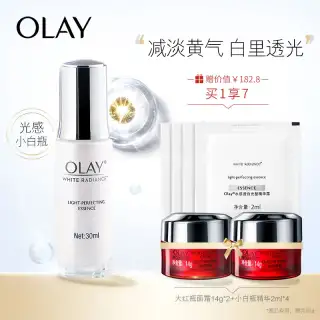 OLAY
减淡黄气 白里透光
赠价值￥182.8
买1享7
光感
小白瓶
OLAY
WHITE RADIANCE
LIGHT-PERFECTING
ESSENCE
Net:30ml
WHITE RADIANCE
light-perfecting essence
ESSENCE
净含量: 2ml
14g
14g
大红瓶面霜14g*2+小白瓶精华2ml*4